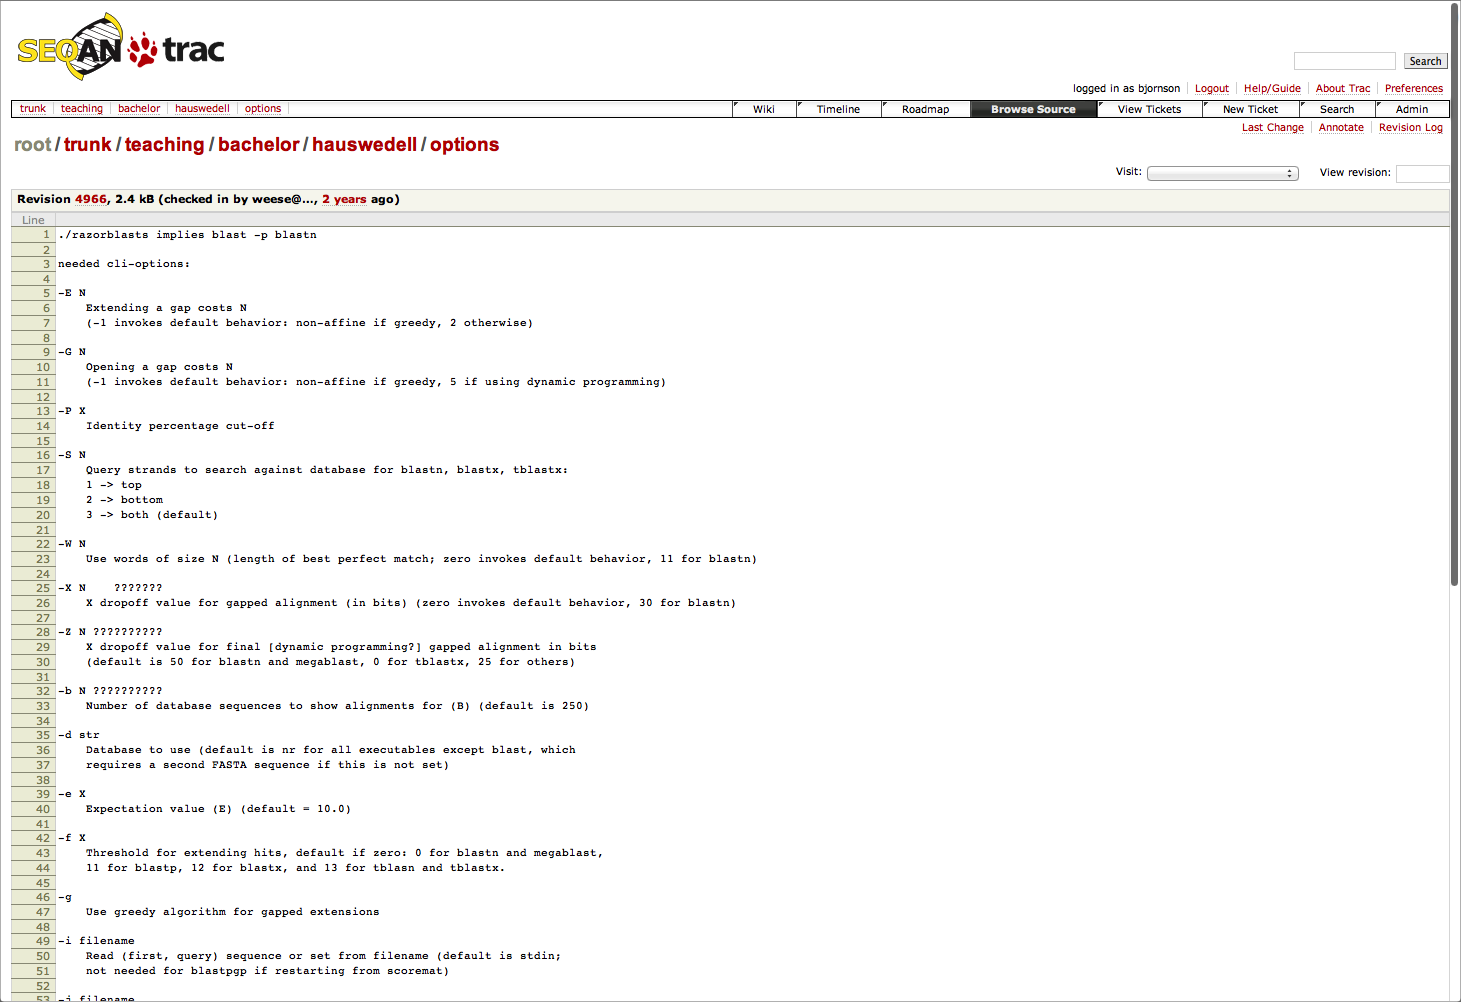 SEQAN trac
Search
logged in as bjornson Logout Help/Guide About Trac Preferences
trunk teaching bachelor hauswedell options Wiki Timeline Roadmap Browse Source View Tickets New Ticket Search Admin
Last Change Annotate Revision Log
root / trunk / teaching / bachelor / hauswedell / options
Visit: View revision:
Revision 4966, 2.4 kB (checked in by weese@..., 2 years ago)
Line
1 ./razorblasts implies blast -p blastn
2
3 needed cli-options:
4
5 -E N
6 Extending a gap costs N
7 (-1 invokes default behavior: non-affine if greedy, 2 otherwise)
8
9 -G N
10 Opening a gap costs N
11 (-1 invokes default behavior: non-affine if greedy, 5 if using dynamic programming)
12
13 -P X
14 Identity percentage cut-off
15
16 -S N
17 Query strands to search against database for blastn, blastx, tblastx:
18 1 -> top
19 2 -> bottom
20 3 -> both (default)
21
22 -W N
23 Use words of size N (length of best perfect match; zero invokes default behavior, 11 for blastn)
24
25 -X N ???????
26 X dropoff value for gapped alignment (in bits) (zero invokes default behavior, 30 for blastn)
27
28 -Z N ??????????
29 X dropoff value for final [dynamic programming?] gapped alignment in bits
30 (default is 50 for blastn and megablast, 0 for tblastx, 25 for others)
31
32 -b N ??????????
33 Number of database sequences to show alignments for (B) (default is 250)
34
35 -d str
36 Database to use (default is nr for all executables except blast, which
37 requires a second FASTA sequence if this is not set)
38
39 -e X
40 Expectation value (E) (default = 10.0)
41
42 -f X
43 Threshold for extending hits, default if zero: 0 for blastn and megablast,
44 11 for blastp, 12 for blastx, and 13 for tblasn and tblastx.
45
46 -g
47 Use greedy algorithm for gapped extensions
48
49 -i filename
50 Read (first, query) sequence or set from filename (default is stdin;
51 not needed for blastpgp if restarting from scoremat)
52
53 -j filename